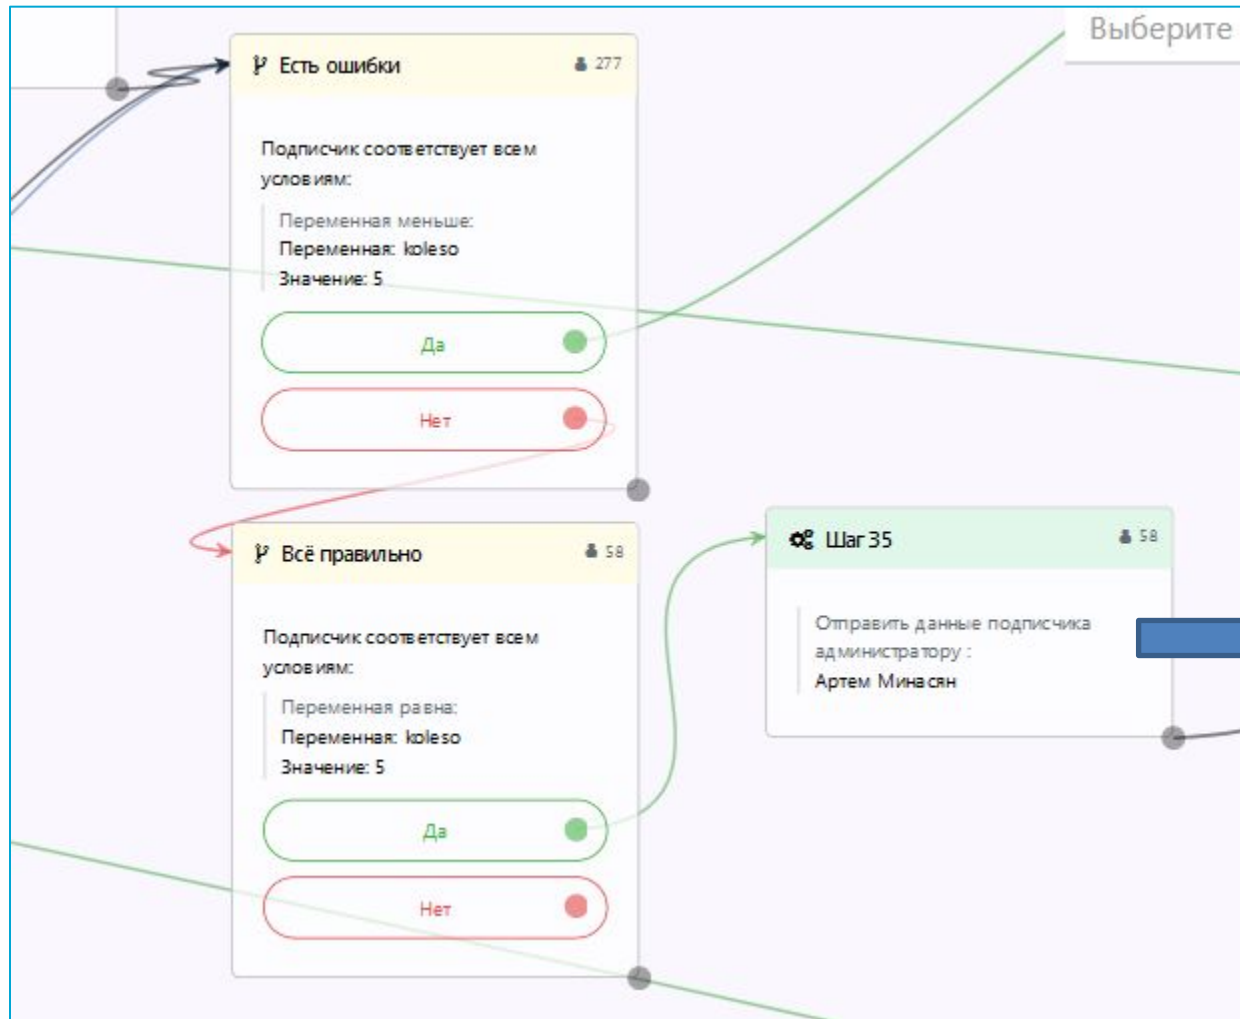 Выберите
Есть ошибки 277
Подписчик соответствует всем
условиям:
Переменная меньше:
Переменная: koleso
Значение: 5
Да
Нет
Всё правильно 58
Подписчик соответствует всем
условиям:
Переменная равна:
Переменная: koleso
Значение: 5
Да
Нет
Шаг 35 58
Отправить данные подписчика
администратору :
Артем Минасян